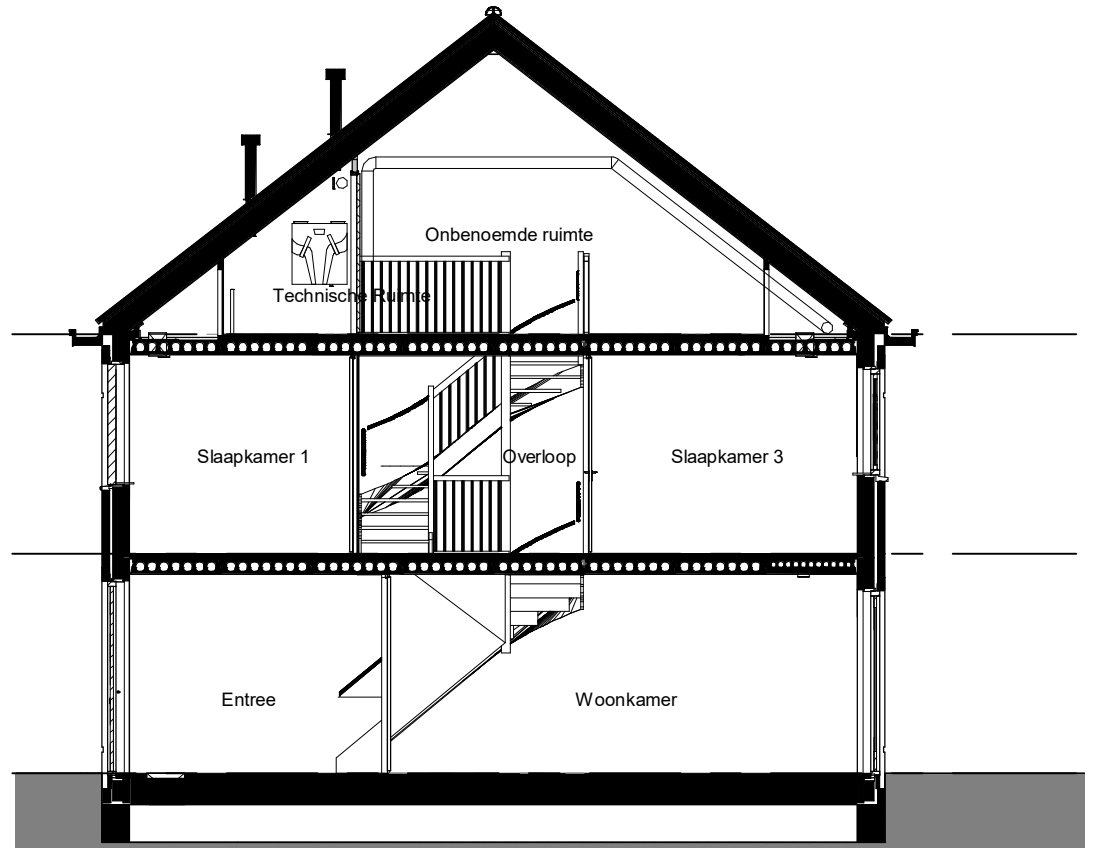 Onbenoemde ruimte
Technische Ruimte
Slaapkamer 1
Overloop
Slaapkamer 3
Entree
Woonkamer